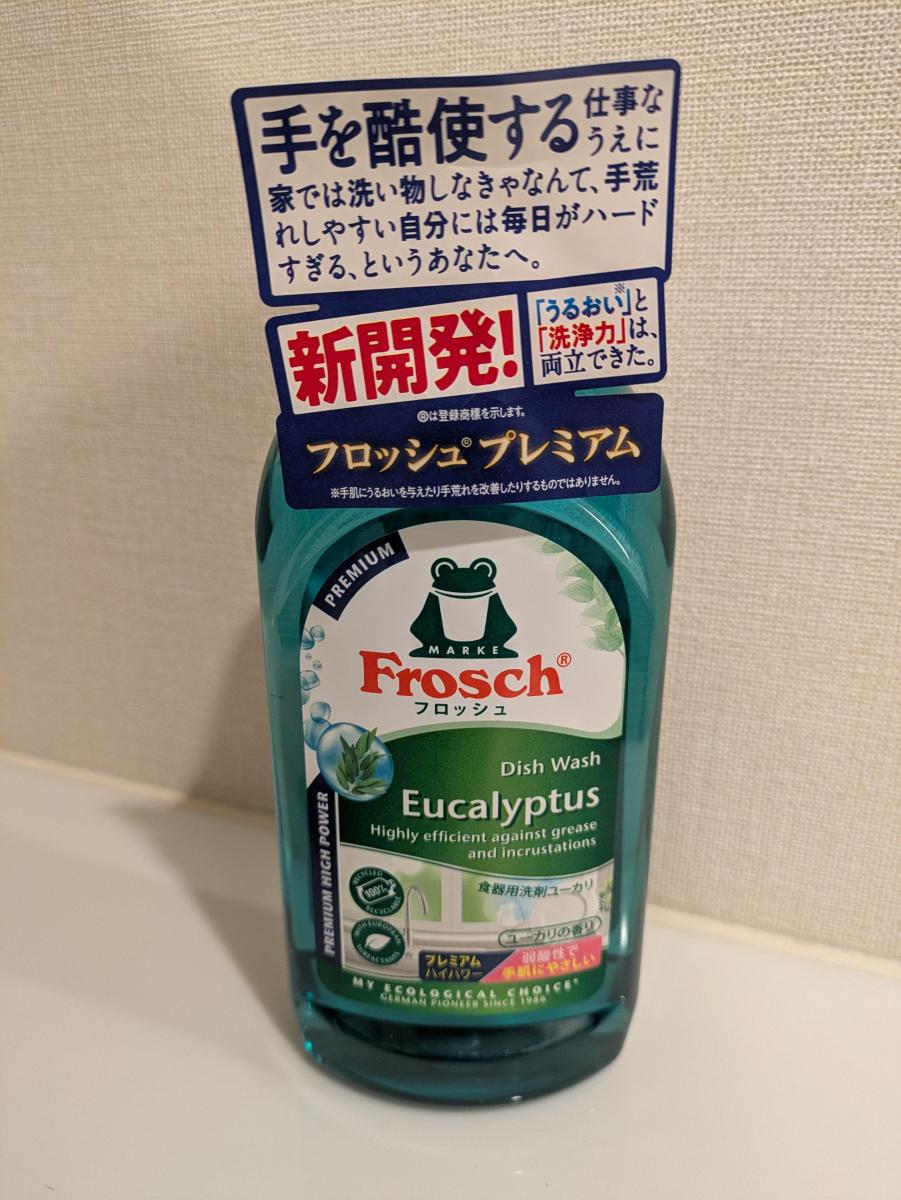 手を酷使する仕事な
うえに
家では洗い物しなきゃなんて、手荒
れしやすい自分には毎日がハード
すぎる、というあなたへ。
新開発!
「うるおい※」と
「洗浄力」は、
両立できた。
®は登録商標を示します。
フロッシュ® プレミアム
※手肌にうるおいを与えたり手荒れを改善したりするものではありません。
PREMIUM
MARKE
Frosch®
フロッシュ
Dish Wash
Eucalyptus
Highly efficient against grease
and incrustations
PREMIUM HIGH POWER
食器用洗剤ユーカリ
RECYCLED
100%
RECYCLABLE
ユーカリの香り
WITH EUROPEAN
SURFACTANTS
プレミアム
ハイパワー
弱酸性で
手肌にやさしい
MY ECOLOGICAL CHOICE
GERMAN PIONEER SINCE 1986